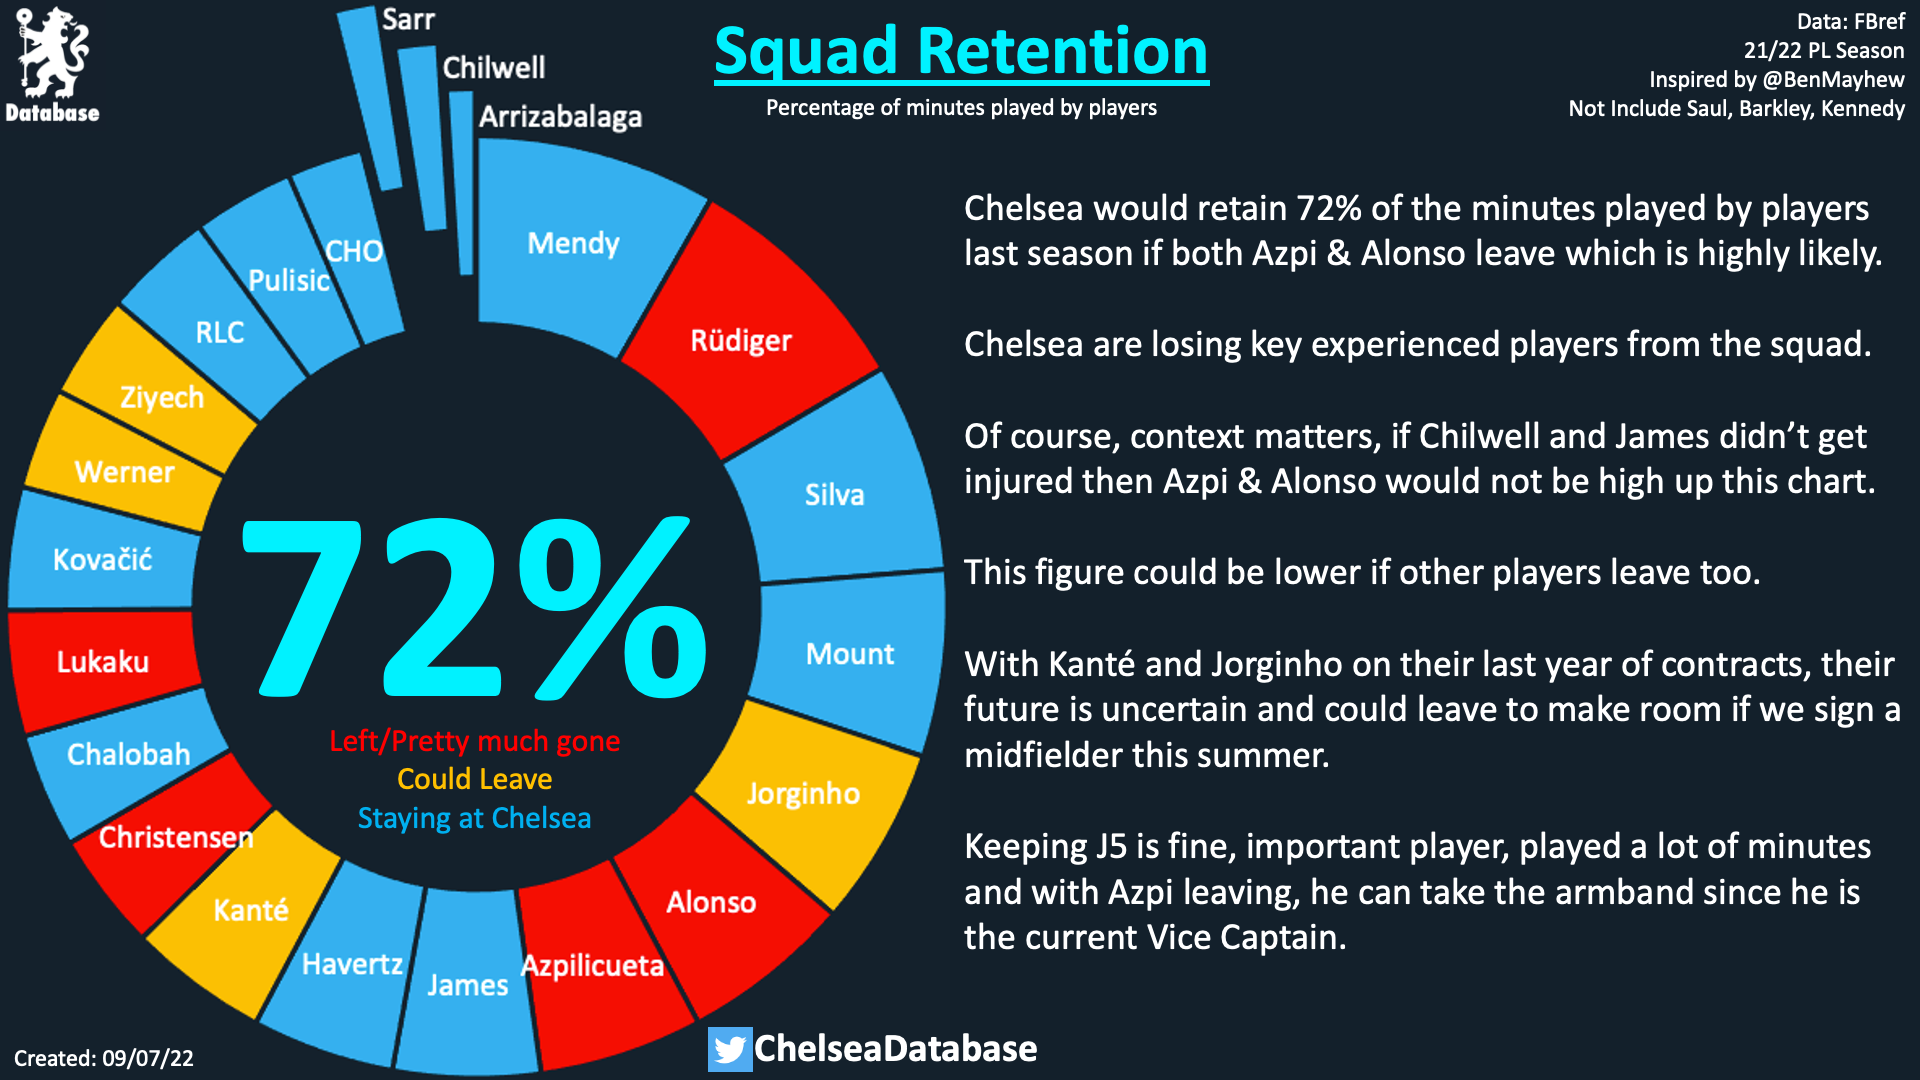 Database
Squad Retention
Percentage of minutes played by players
Data: FBref
21/22 PL Season
Inspired by @BenMayhew
Not Include Saul, Barkley, Kennedy
Sarr
Chilwell
Arrizabalaga
Mendy
Rüdiger
Silva
Mount
Jorginho
Alonso
Azpilicueta
James
Havertz
Kanté
Christensen
Chalobah
Lukaku
Kovačić
Werner
Ziyech
RLC
Pulisic
CHO
72%
Left/Pretty much gone
Could Leave
Staying at Chelsea
Chelsea would retain 72% of the minutes played by players
last season if both Azpi & Alonso leave which is highly likely.
Chelsea are losing key experienced players from the squad.
Of course, context matters, if Chilwell and James didn’t get
injured then Azpi & Alonso would not be high up this chart.
This figure could be lower if other players leave too.
With Kanté and Jorginho on their last year of contracts, their
future is uncertain and could leave to make room if we sign a
midfielder this summer.
Keeping J5 is fine, important player, played a lot of minutes
and with Azpi leaving, he can take the armband since he is
the current Vice Captain.
Created: 09/07/22
ChelseaDatabase